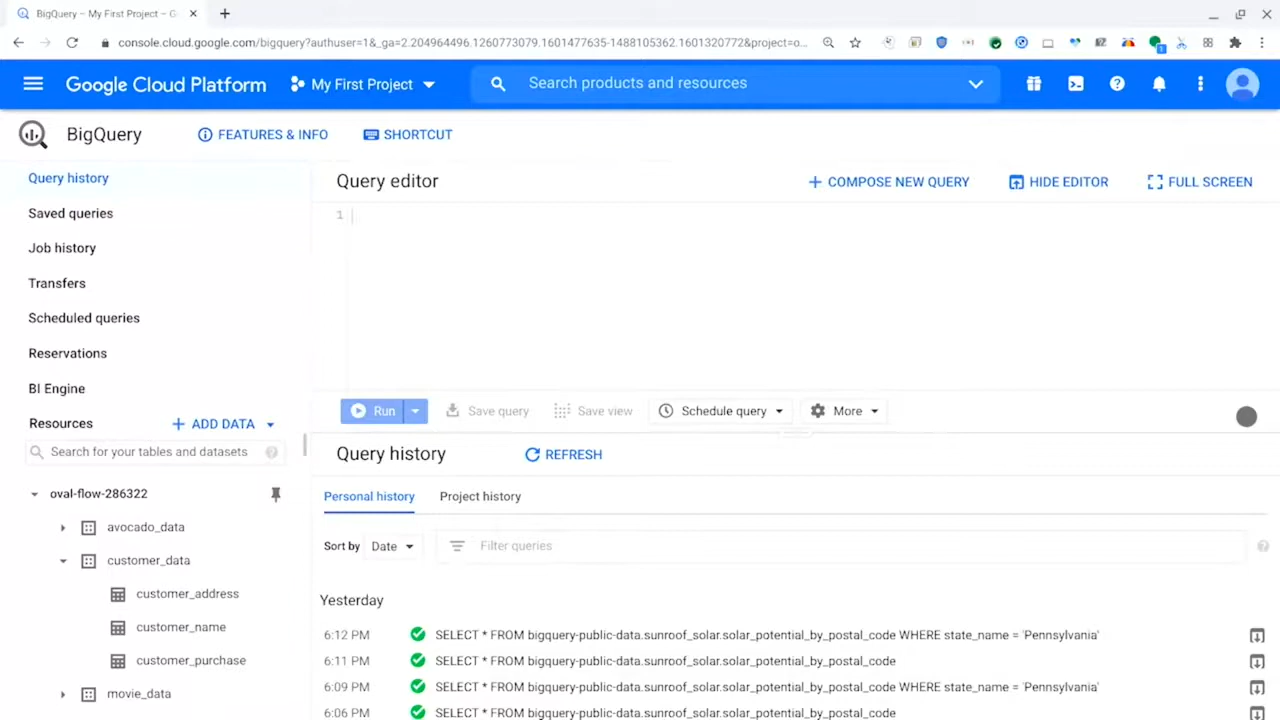 BigQuery – My First Project – G
console.cloud.google.com/bigquery?authuser=1&_ga=2.204964496.1260773079.1601477635-1488105362.1601320772&project=o...
Google Cloud Platform
My First Project
Search products and resources
BigQuery
FEATURES & INFO
SHORTCUT
Query history
Saved queries
Job history
Transfers
Scheduled queries
Reservations
BI Engine
Resources
ADD DATA
Search for your tables and datasets
oval-flow-286322
avocado_data
customer_data
customer_address
customer_name
customer_purchase
movie_data
Query editor
COMPOSE NEW QUERY
HIDE EDITOR
FULL SCREEN
1
Run
Save query
Save view
Schedule query
More
Query history
REFRESH
Personal history
Project history
Sort by Date
Filter queries
Yesterday
6:12 PM SELECT * FROM bigquery-public-data.sunroof_solar.solar_potential_by_postal_code WHERE state_name = 'Pennsylvania'
6:11 PM SELECT * FROM bigquery-public-data.sunroof_solar.solar_potential_by_postal_code
6:09 PM SELECT * FROM bigquery-public-data.sunroof_solar.solar_potential_by_postal_code WHERE state_name = 'Pennsylvania'
6:06 PM SELECT * FROM bigquery-public-data.sunroof_solar.solar_potential_by_postal_code